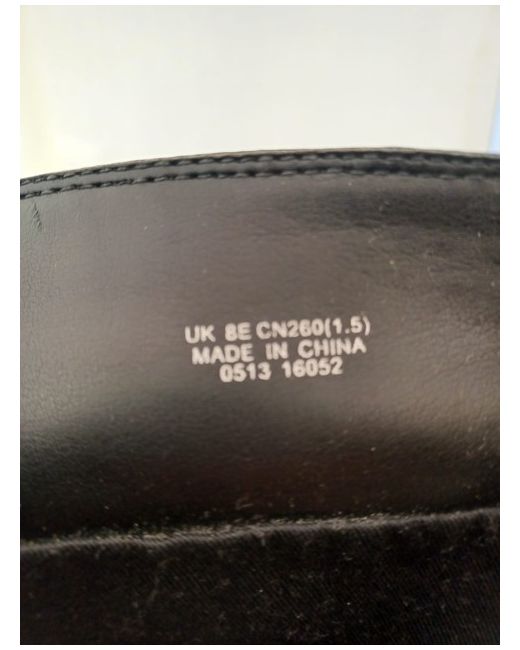 UK 8E CN260(1.5)
MADE IN CHINA
0513 16052